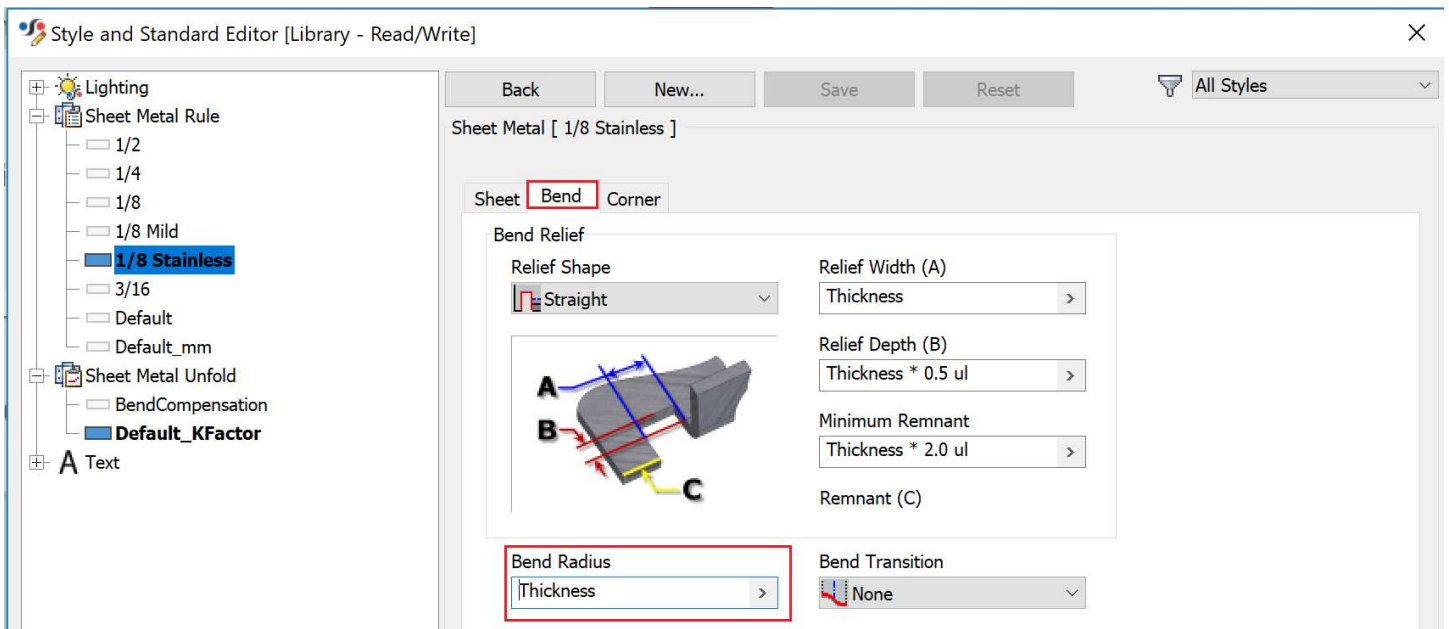 Style and Standard Editor [Library - Read/Write]
Lighting
Sheet Metal Rule
1/2
1/4
1/8
1/8 Mild
1/8 Stainless
3/16
Default
Default_mm
Sheet Metal Unfold
BendCompensation
Default_KFactor
A Text
Back New... Save Reset All Styles
Sheet Metal [ 1/8 Stainless ]
Sheet Bend Corner
Bend Relief
Relief Shape
Straight
A
B
C
Relief Width (A)
Thickness
Relief Depth (B)
Thickness * 0.5 ul
Minimum Remnant
Thickness * 2.0 ul
Remnant (C)
Bend Radius
Thickness
Bend Transition
None